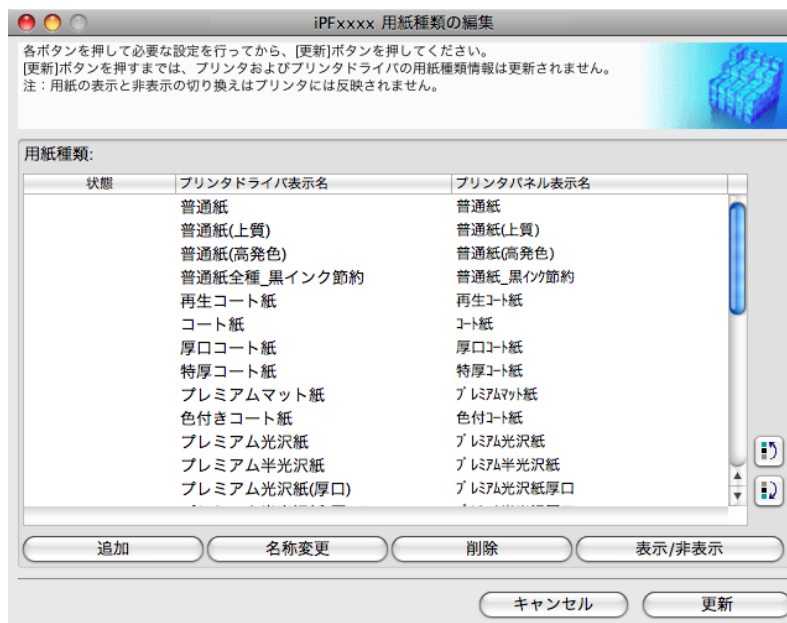 iPFxxxx 用紙種類の編集
各ボタンを押して必要な設定を行ってから、[更新]ボタンを押してください。
[更新]ボタンを押すまでは、プリンタおよびプリンタドライバの用紙種類情報は更新されません。
注：用紙の表示と非表示の切り換えはプリンタには反映されません。
用紙種類:
状態 プリンタドライバ表示名 プリンタパネル表示名
普通紙 普通紙
普通紙(上質) 普通紙(上質)
普通紙(高発色) 普通紙(高発色)
普通紙全種_黒インク節約 普通紙_黒ｲﾝｸ節約
再生コート紙 再生ｺｰﾄ紙
コート紙 ｺｰﾄ紙
厚口コート紙 厚口ｺｰﾄ紙
特厚コート紙 特厚ｺｰﾄ紙
プレミアムマット紙 ﾌﾟﾚﾐｱﾑﾏｯﾄ紙
色付きコート紙 色付ｺｰﾄ紙
プレミアム光沢紙 ﾌﾟﾚﾐｱﾑ光沢紙
プレミアム半光沢紙 ﾌﾟﾚﾐｱﾑ半光沢紙
プレミアム光沢紙(厚口) ﾌﾟﾚﾐｱﾑ光沢紙厚口
追加 名称変更 削除 表示/非表示
キャンセル 更新